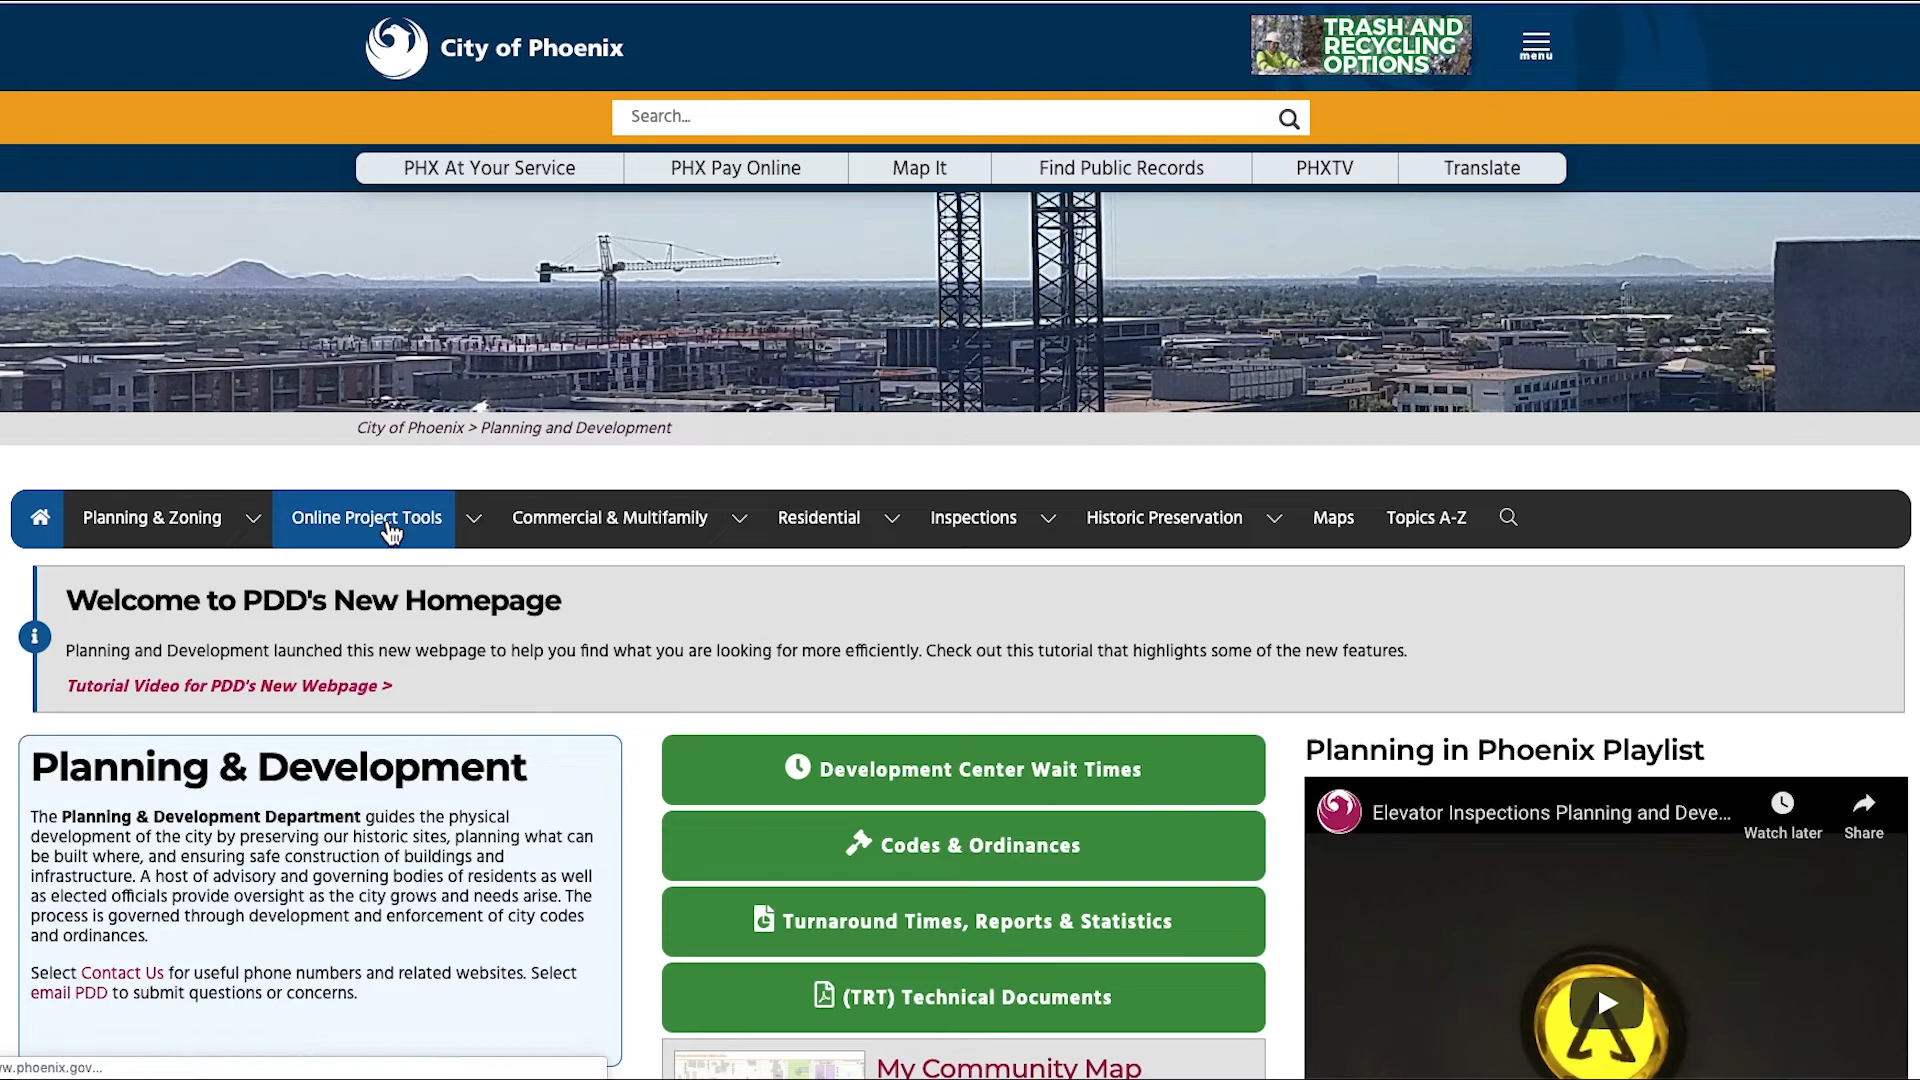 City of Phoenix
TRASH AND
RECYCLING
OPTIONS
menu
Search...
PHX At Your Service
PHX Pay Online
Map It
Find Public Records
PHXTV
Translate
City of Phoenix > Planning and Development
Planning & Zoning
Online Project Tools
Commercial & Multifamily
Residential
Inspections
Historic Preservation
Maps
Topics A-Z
Welcome to PDD's New Homepage
Planning and Development launched this new webpage to help you find what you are looking for more efficiently. Check out this tutorial that highlights some of the new features.
Tutorial Video for PDD's New Webpage >
Planning & Development
The Planning & Development Department guides the physical
development of the city by preserving our historic sites, planning what can
be built where, and ensuring safe construction of buildings and
infrastructure. A host of advisory and governing bodies of residents as well
as elected officials provide oversight as the city grows and needs arise. The
process is governed through development and enforcement of city codes
and ordinances.
Select Contact Us for useful phone numbers and related websites. Select
email PDD to submit questions or concerns.
Development Center Wait Times
Codes & Ordinances
Turnaround Times, Reports & Statistics
(TRT) Technical Documents
My Community Map
Planning in Phoenix Playlist
Elevator Inspections Planning and Deve...
Watch later
Share
w.phoenix.gov...